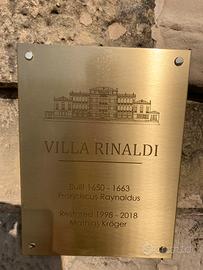 VILLA RINALDI
Built 1650 - 1663
Franciscus Raynaldus
Restored 1998 - 2018
Mathias Kröger